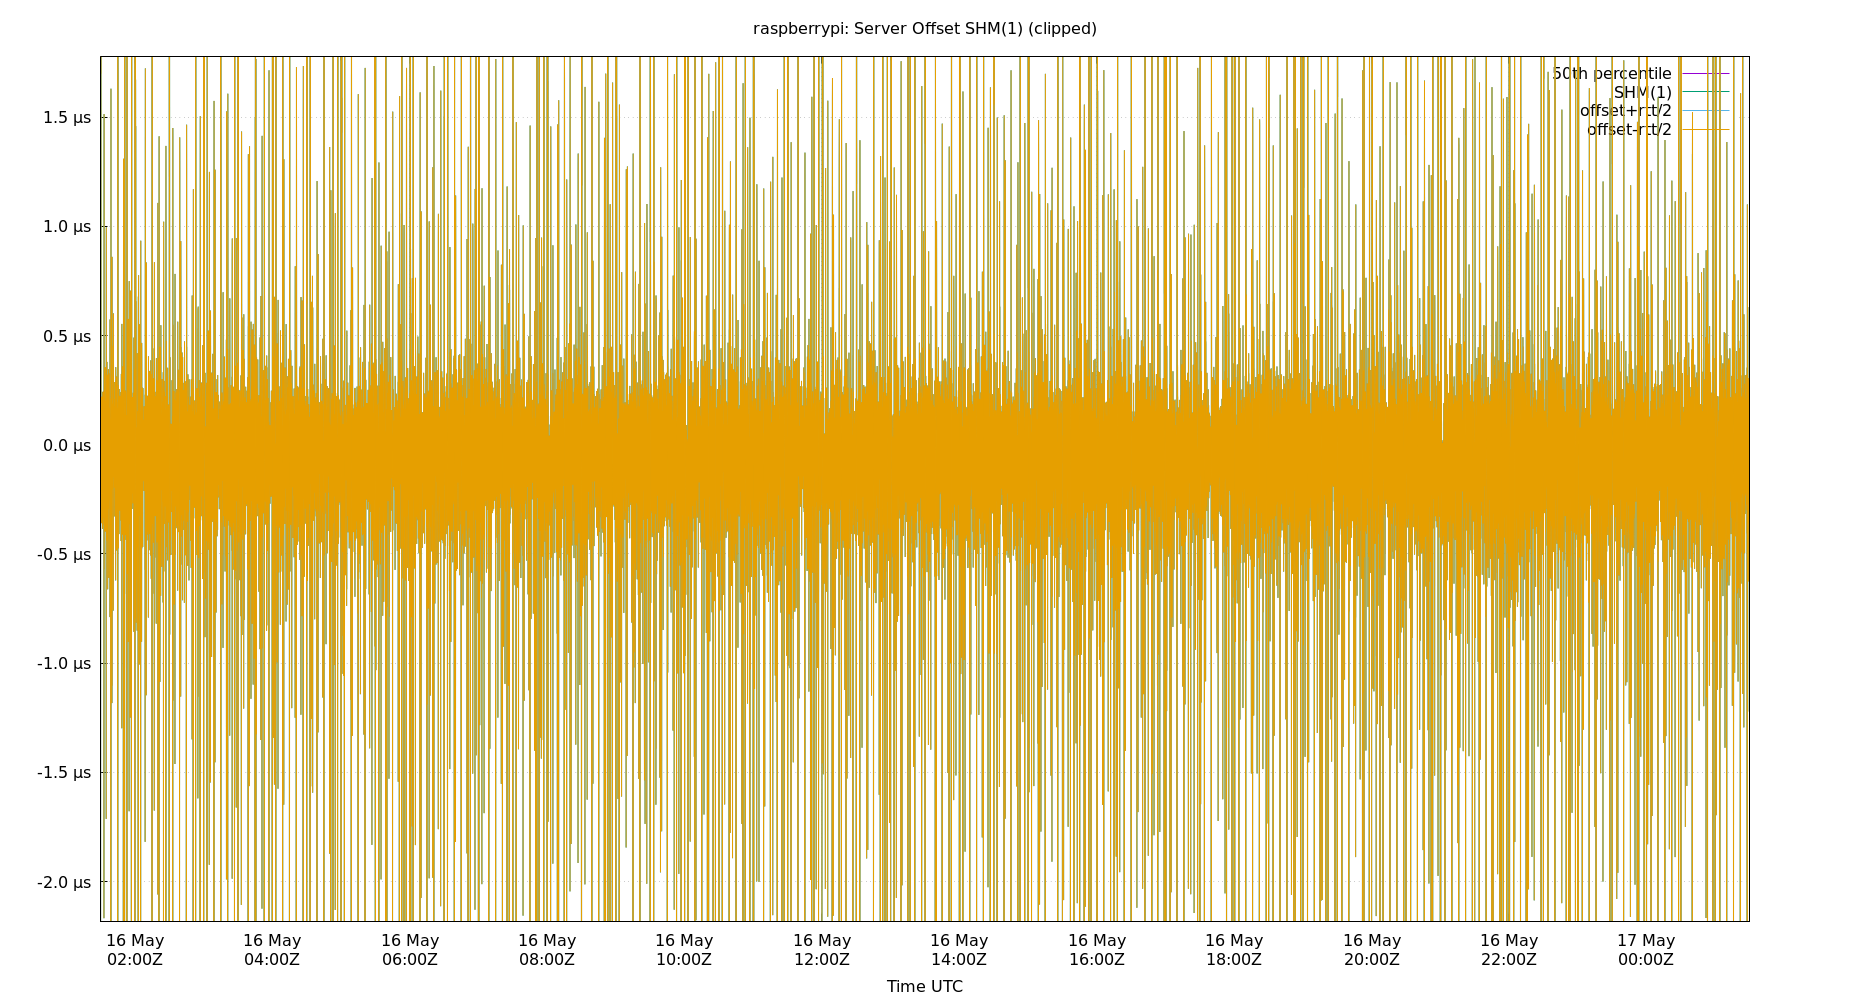 raspberrypi: Server Offset SHM(1) (clipped)
50th percentile
SHM(1)
offset+rtt/2
offset-rtt/2
1.5 µs
1.0 µs
0.5 µs
0.0 µs
-0.5 µs
-1.0 µs
-1.5 µs
-2.0 µs
16 May 16 May 16 May 16 May 16 May 16 May 16 May 16 May 16 May 16 May 16 May 17 May
02:00Z 04:00Z 06:00Z 08:00Z 10:00Z 12:00Z 14:00Z 16:00Z 18:00Z 20:00Z 22:00Z 00:00Z
Time UTC